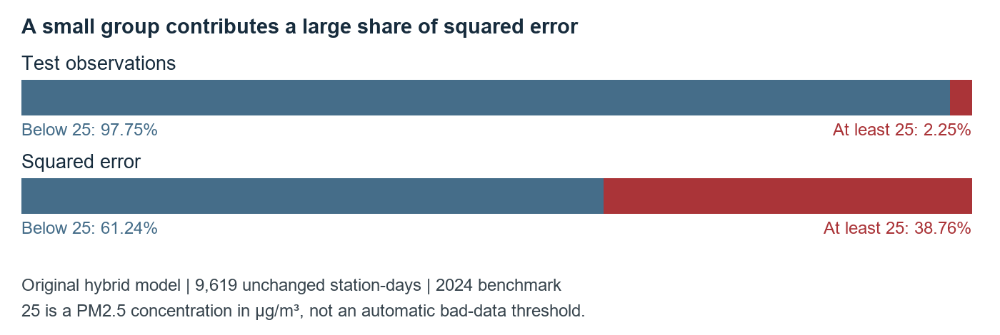 A small group contributes a large share of squared error
Test observations
Below 25: 97.75%
At least 25: 2.25%
Squared error
Below 25: 61.24%
At least 25: 38.76%
Original hybrid model | 9,619 unchanged station-days | 2024 benchmark
25 is a PM2.5 concentration in µg/m³, not an automatic bad-data threshold.